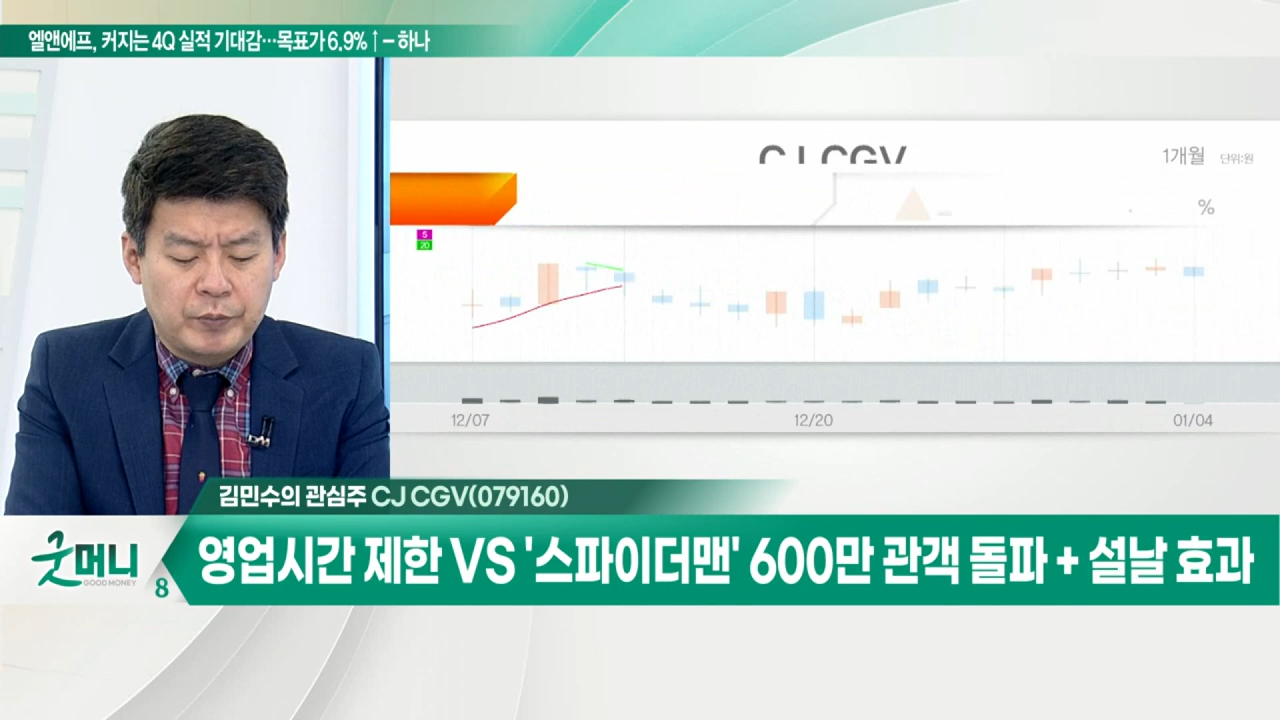 엘앤에프, 커지는 4Q 실적 기대감…목표가 6.9%↑ – 하나
CJ CGV
1개월 단위:원
%
5
20
12/07 12/20 01/04
김민수의 관심주 CJ CGV(079160)
굿머니
GOOD MONEY
8
영업시간 제한 VS '스파이더맨' 600만 관객 돌파 + 설날 효과